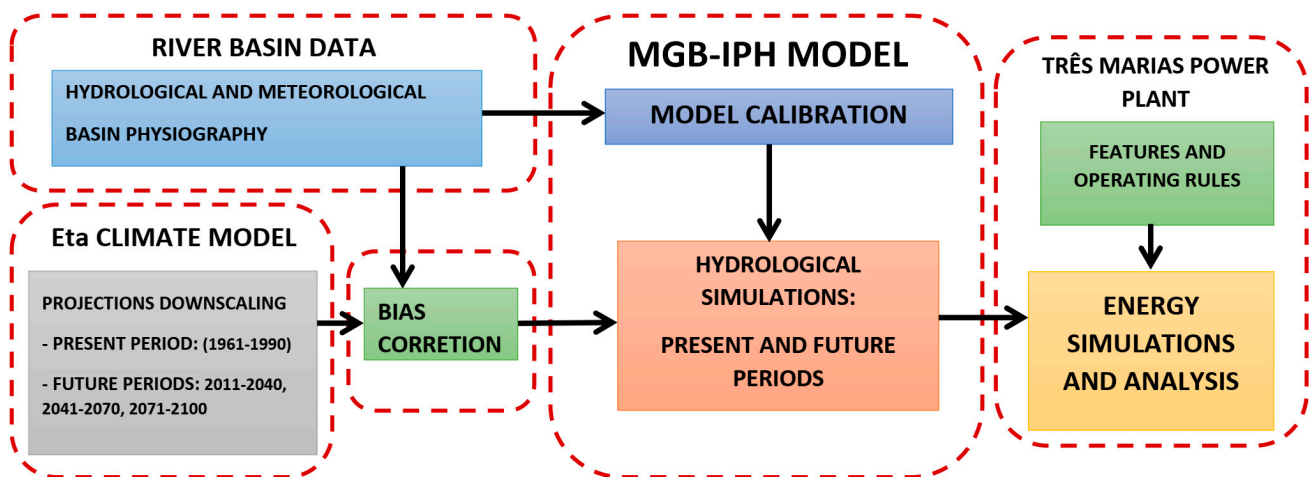 RIVER BASIN DATA
HYDROLOGICAL AND METEOROLOGICAL
BASIN PHYSIOGRAPHY
Eta CLIMATE MODEL
PROJECTIONS DOWNSCALING
- PRESENT PERIOD: (1961-1990)
- FUTURE PERIODS: 2011-2040,
2041-2070, 2071-2100
BIAS
CORRETION
MGB-IPH MODEL
MODEL CALIBRATION
HYDROLOGICAL
SIMULATIONS:
PRESENT AND FUTURE
PERIODS
TRÊS MARIAS POWER
PLANT
FEATURES AND
OPERATING RULES
ENERGY
SIMULATIONS
AND ANALYSIS